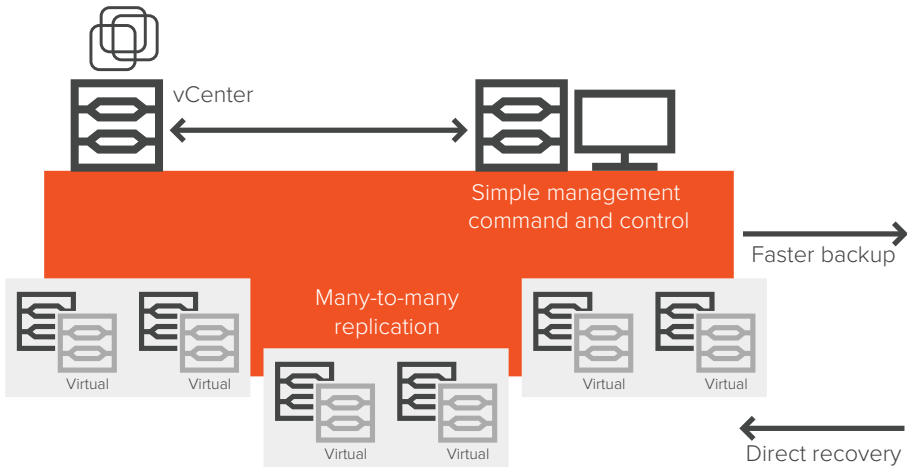 vCenter
Simple management
command and control
Faster backup
Many-to-many
replication
Virtual
Virtual
Virtual
Virtual
Virtual
Virtual
Direct recovery